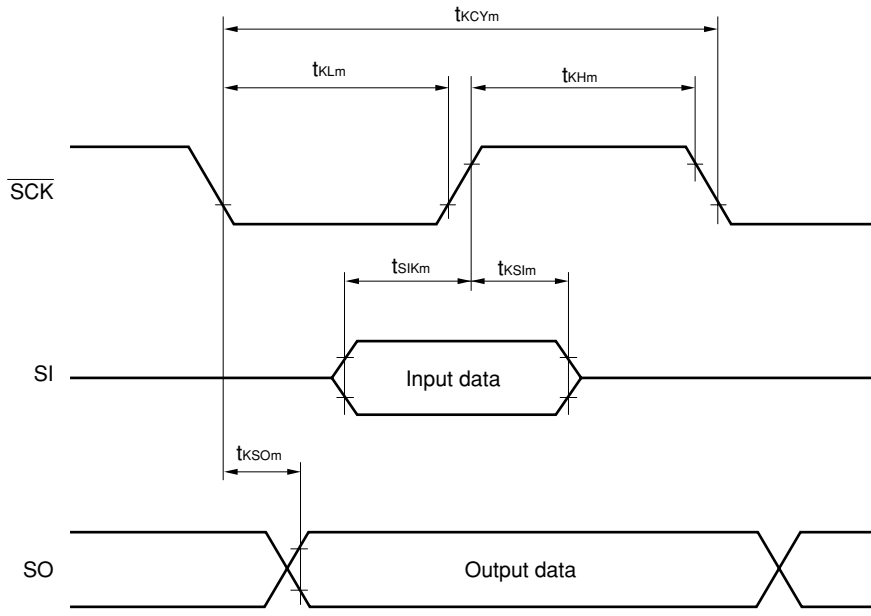 tKCYm
tKLm
tKHm
SCK
tSIKm
tKSIm
SI
Input data
tKSOm
SO
Output data